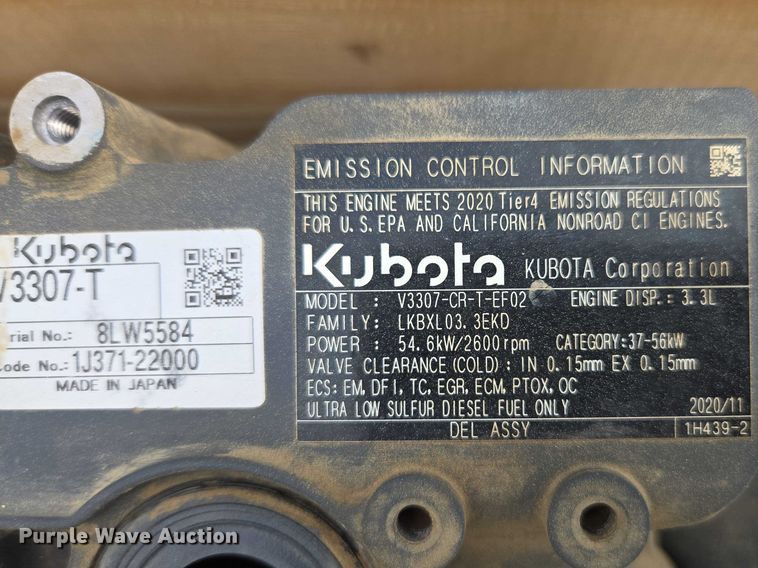 Kubota
V3307-T
rial No.: 8LW5584
ode No.: 1J371-22000
MADE IN JAPAN
EMISSION CONTROL INFORMATION
THIS ENGINE MEETS 2020 Tier4 EMISSION REGULATIONS
FOR U.S. EPA AND CALIFORNIA NONROAD CI ENGINES.
Kubota KUBOTA Corporation
MODEL : V3307-CR-T-EF02 ENGINE DISP.: 3.3L
FAMILY: LKBXL03.3EKD
POWER : 54.6kW/2600rpm CATEGORY:37-56kW
VALVE CLEARANCE (COLD) : IN 0.15mm EX 0.15mm
ECS: EM, DFI, TC, EGR, ECM, PTOX, OC
ULTRA LOW SULFUR DIESEL FUEL ONLY 2020/11
DEL ASSY 1H439-2
Purple Wave Auction